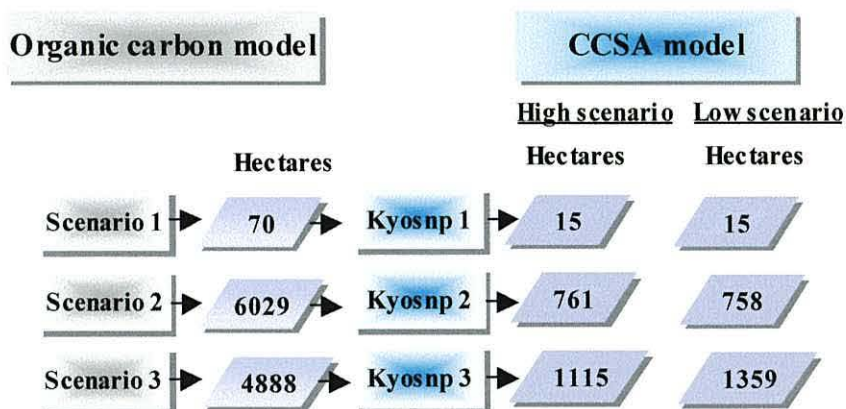 Organic carbon model CCSA model
High scenario Low scenario
Hectares Hectares Hectares
Scenario 1 70 Kyosnp 1 15 15
Scenario 2 6029 Kyosnp 2 761 758
Scenario 3 4888 Kyosnp 3 1115 1359